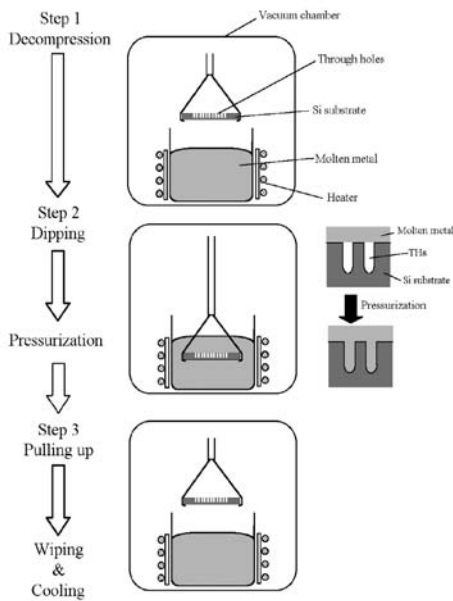 Step 1
Decompression
Vacuum chamber
Through holes
Si substrate
Molten metal
Heater
Step 2
Dipping
Molten metal
THs
Si substrate
Pressurization
Pressurization
Step 3
Pulling up
Wiping
&
Cooling